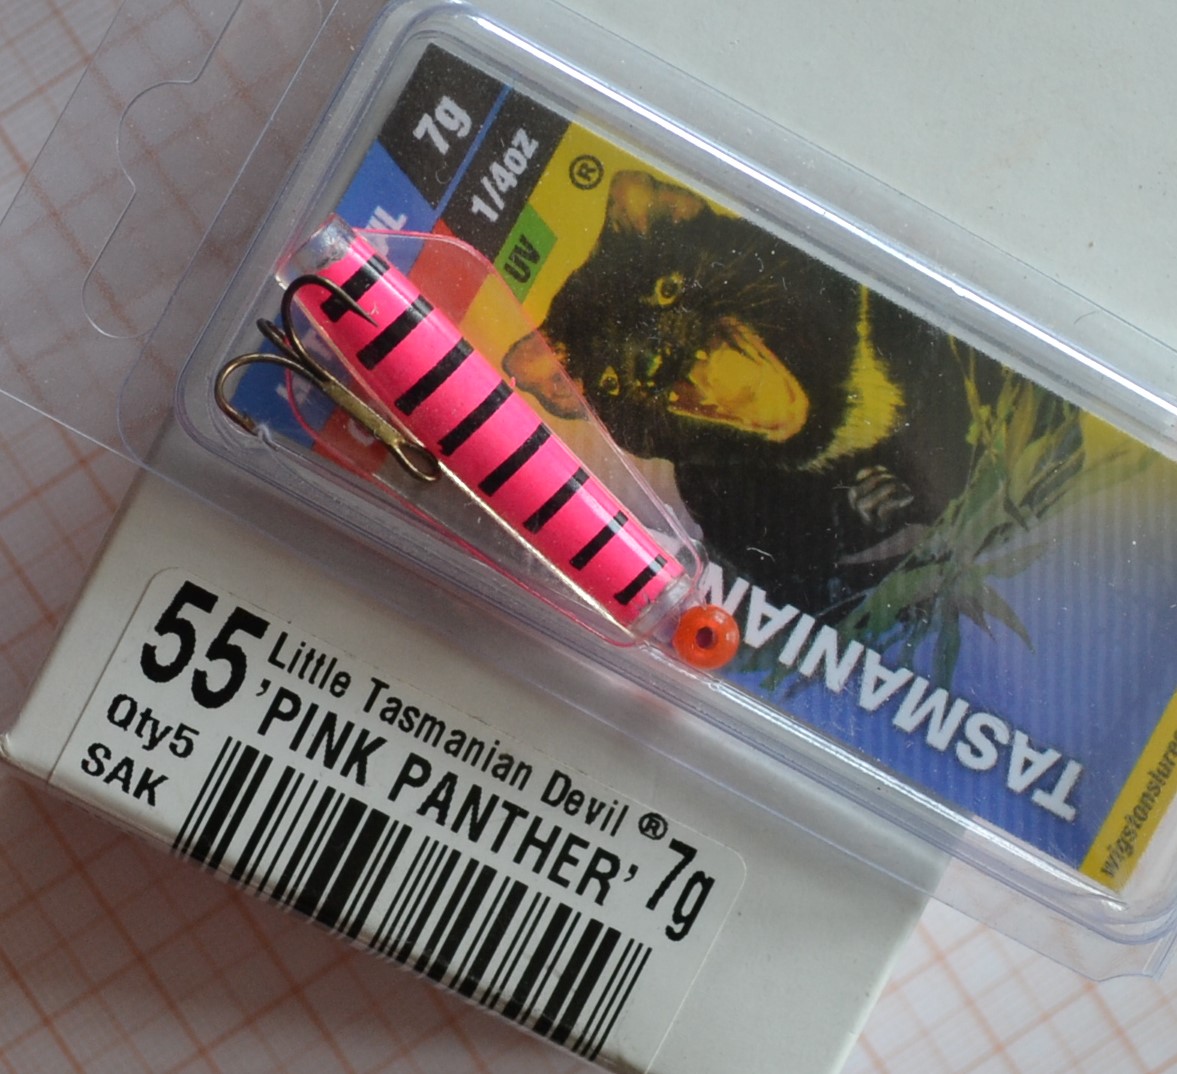 7g
1/4oz
®
UV
TASMANIAN
55 Little Tasmanian Devil ®
'PINK PANTHER' 7g
Qty5
SAK